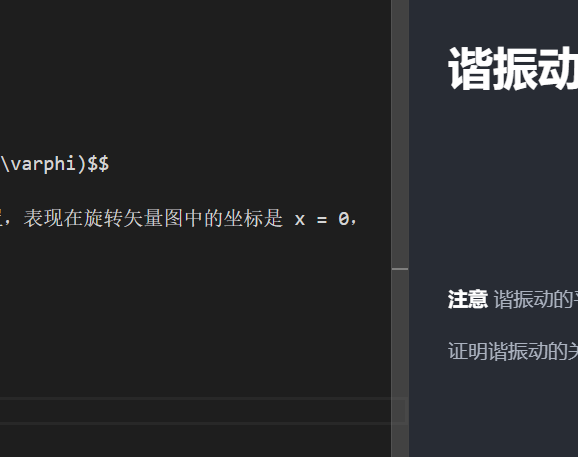 \varphi)$$
，表现在旋转矢量图中的坐标是 x = 0，
谐振动
注意 谐振动的
证明谐振动的